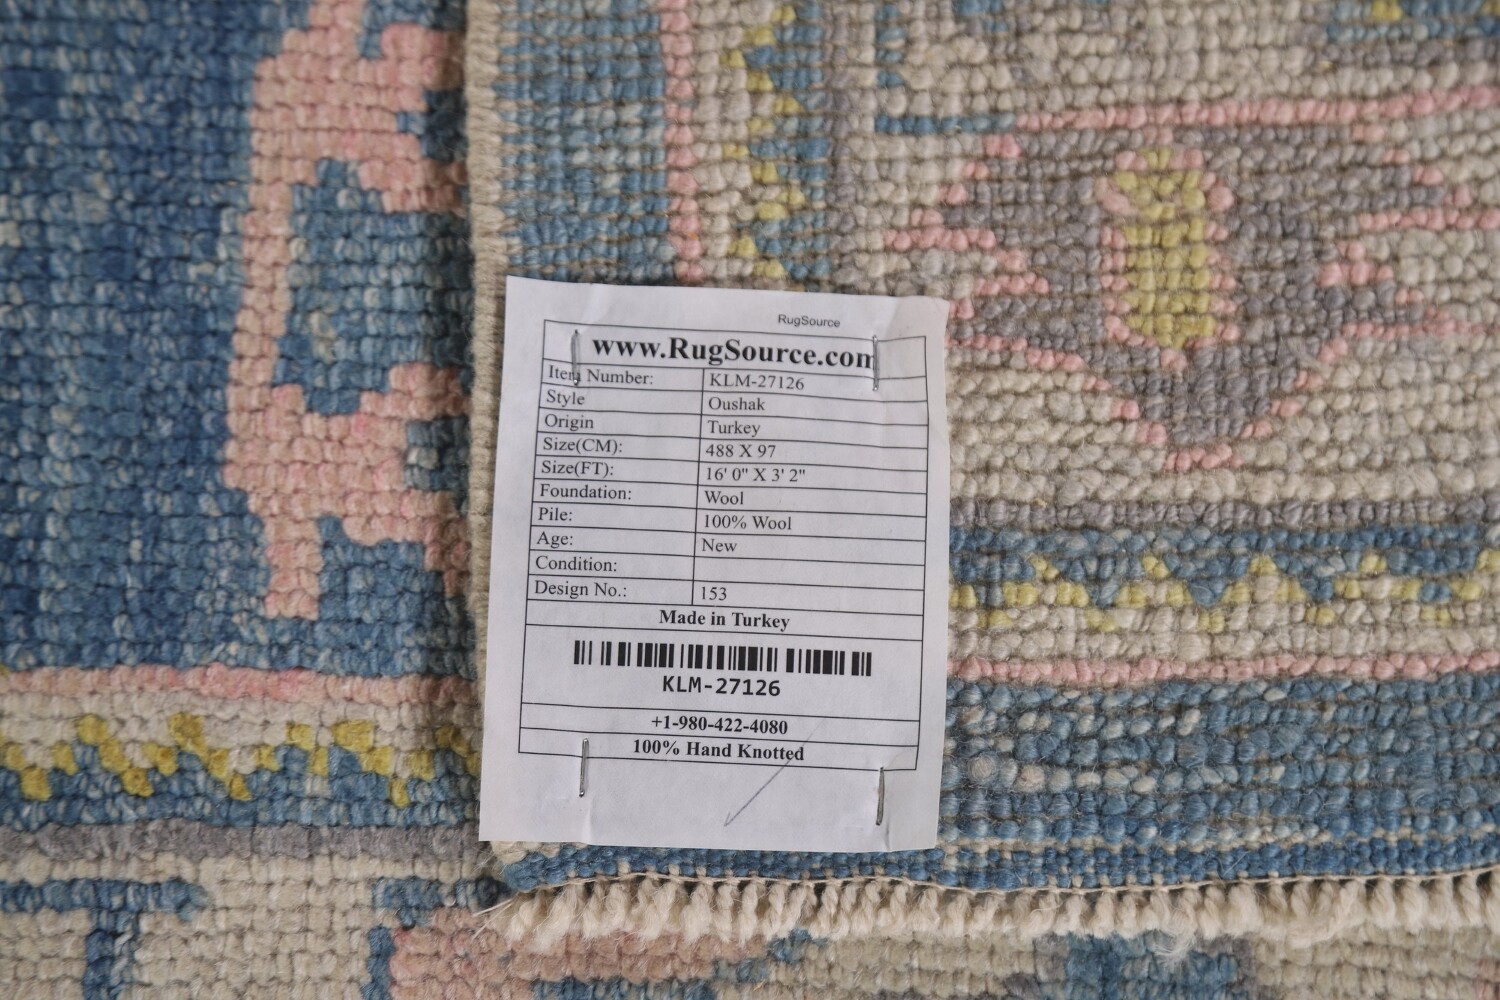 RugSource
www.RugSource.com
Item Number: KLM-27126
Style Oushak
Origin Turkey
Size(CM): 488 X 97
Size(FT): 16' 0" X 3' 2"
Foundation: Wool
Pile: 100% Wool
Age: New
Condition:
Design No.: 153
Made in Turkey
KLM-27126
+1-980-422-4080
100% Hand Knotted